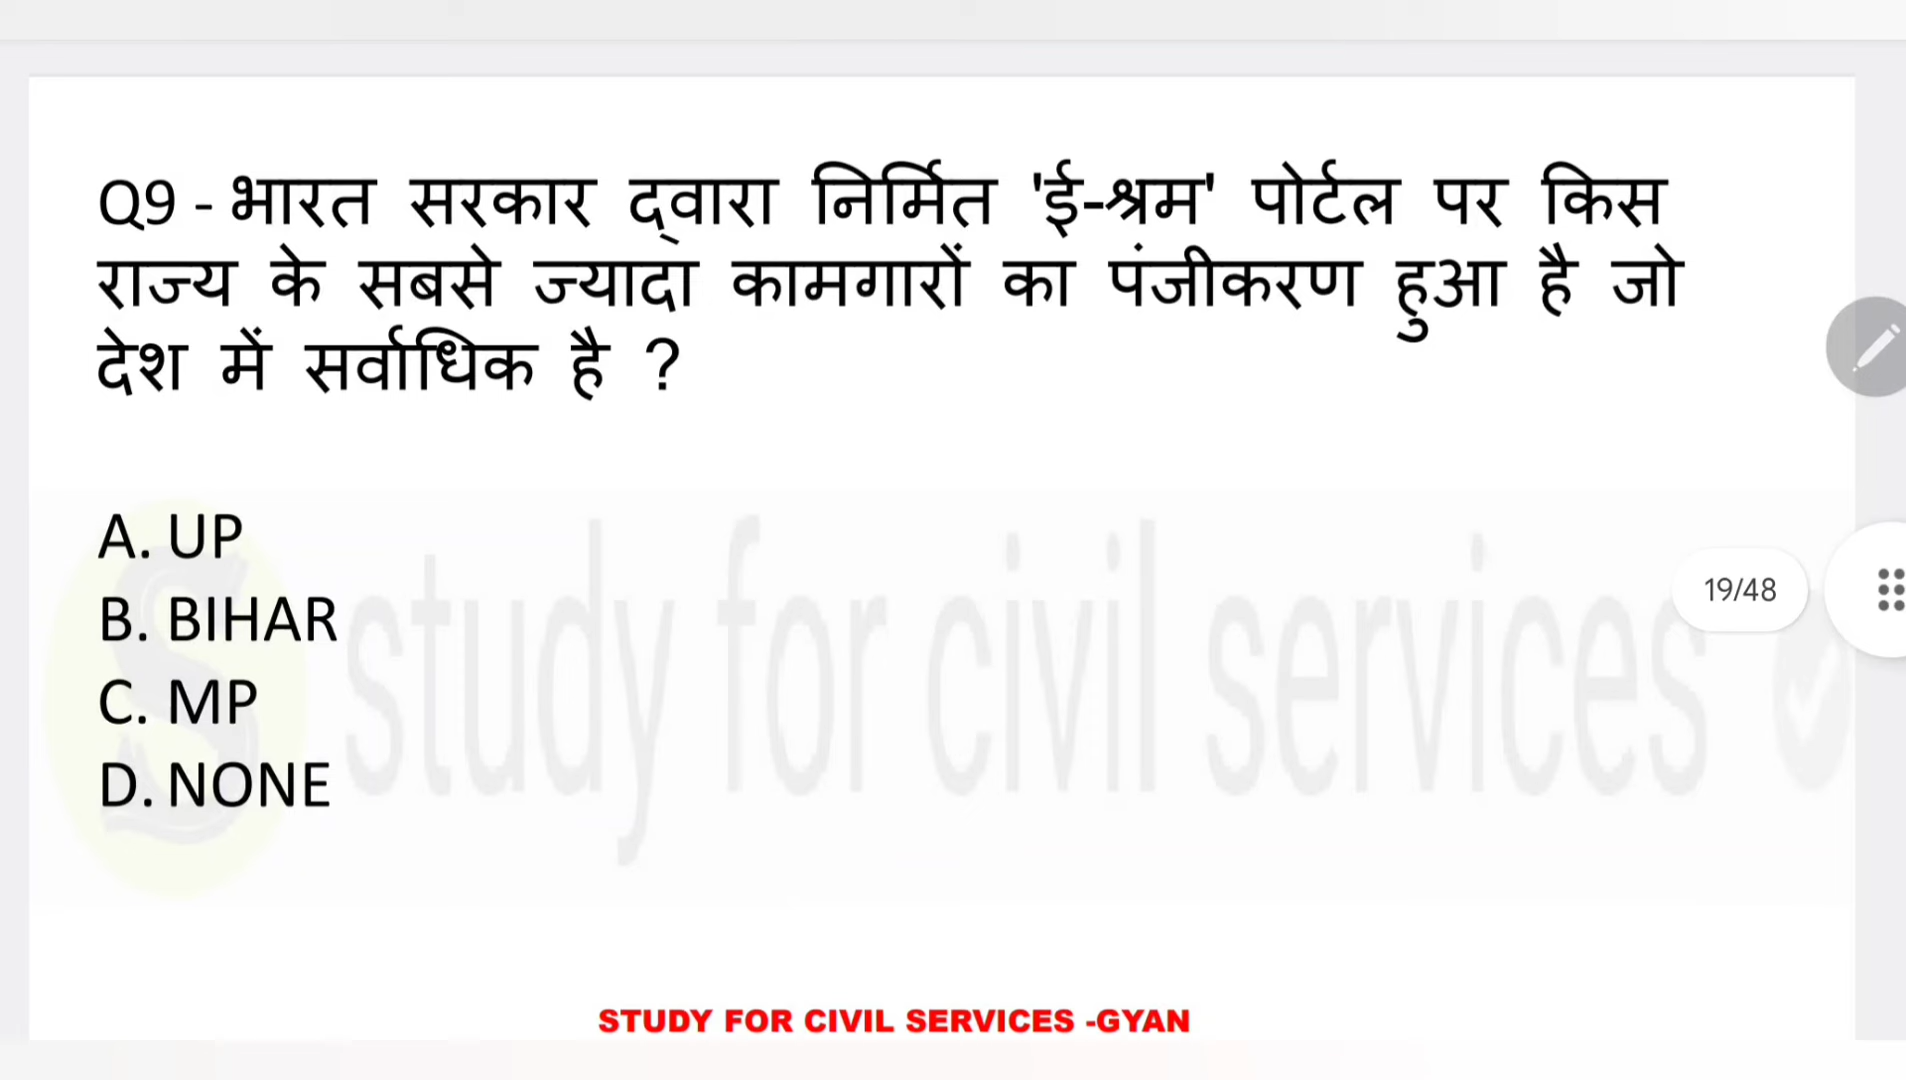 Q9 - भारत सरकार द्वारा निर्मित 'ई-श्रम' पोर्टल पर किस
राज्य के सबसे ज्यादा कामगारों का पंजीकरण हुआ है जो
देश में सर्वाधिक है ?
A. UP
B. BIHAR
C. MP
D. NONE
study for civil services
19/48
STUDY FOR CIVIL SERVICES -GYAN